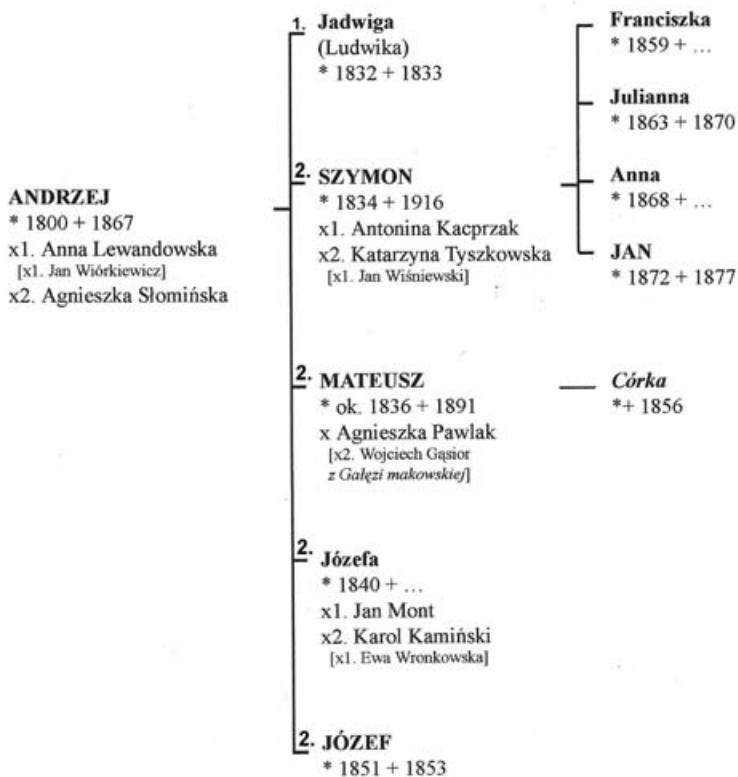 ANDRZEJ
* 1800 + 1867
x1. Anna Lewandowska
[x1. Jan Wiórkiewicz]
x2. Agnieszka Słomińska
1. Jadwiga
(Ludwika)
* 1832 + 1833
2. SZYMON
* 1834 + 1916
x1. Antonina Kacprzak
x2. Katarzyna Tyszkowska
[x1. Jan Wiśniewski]
Franciszka
* 1859 + ...
Julianna
* 1863 + 1870
Anna
* 1868 + ...
JAN
* 1872 + 1877
2. MATEUSZ
* ok. 1836 + 1891
x Agnieszka Pawlak
[x2. Wojciech Gąsior
z Gałęzi makowskiej]
Córka
*+ 1856
2. Józefa
* 1840 + ...
x1. Jan Mont
x2. Karol Kamiński
[x1. Ewa Wronkowska]
2. JÓZEF
* 1851 + 1853